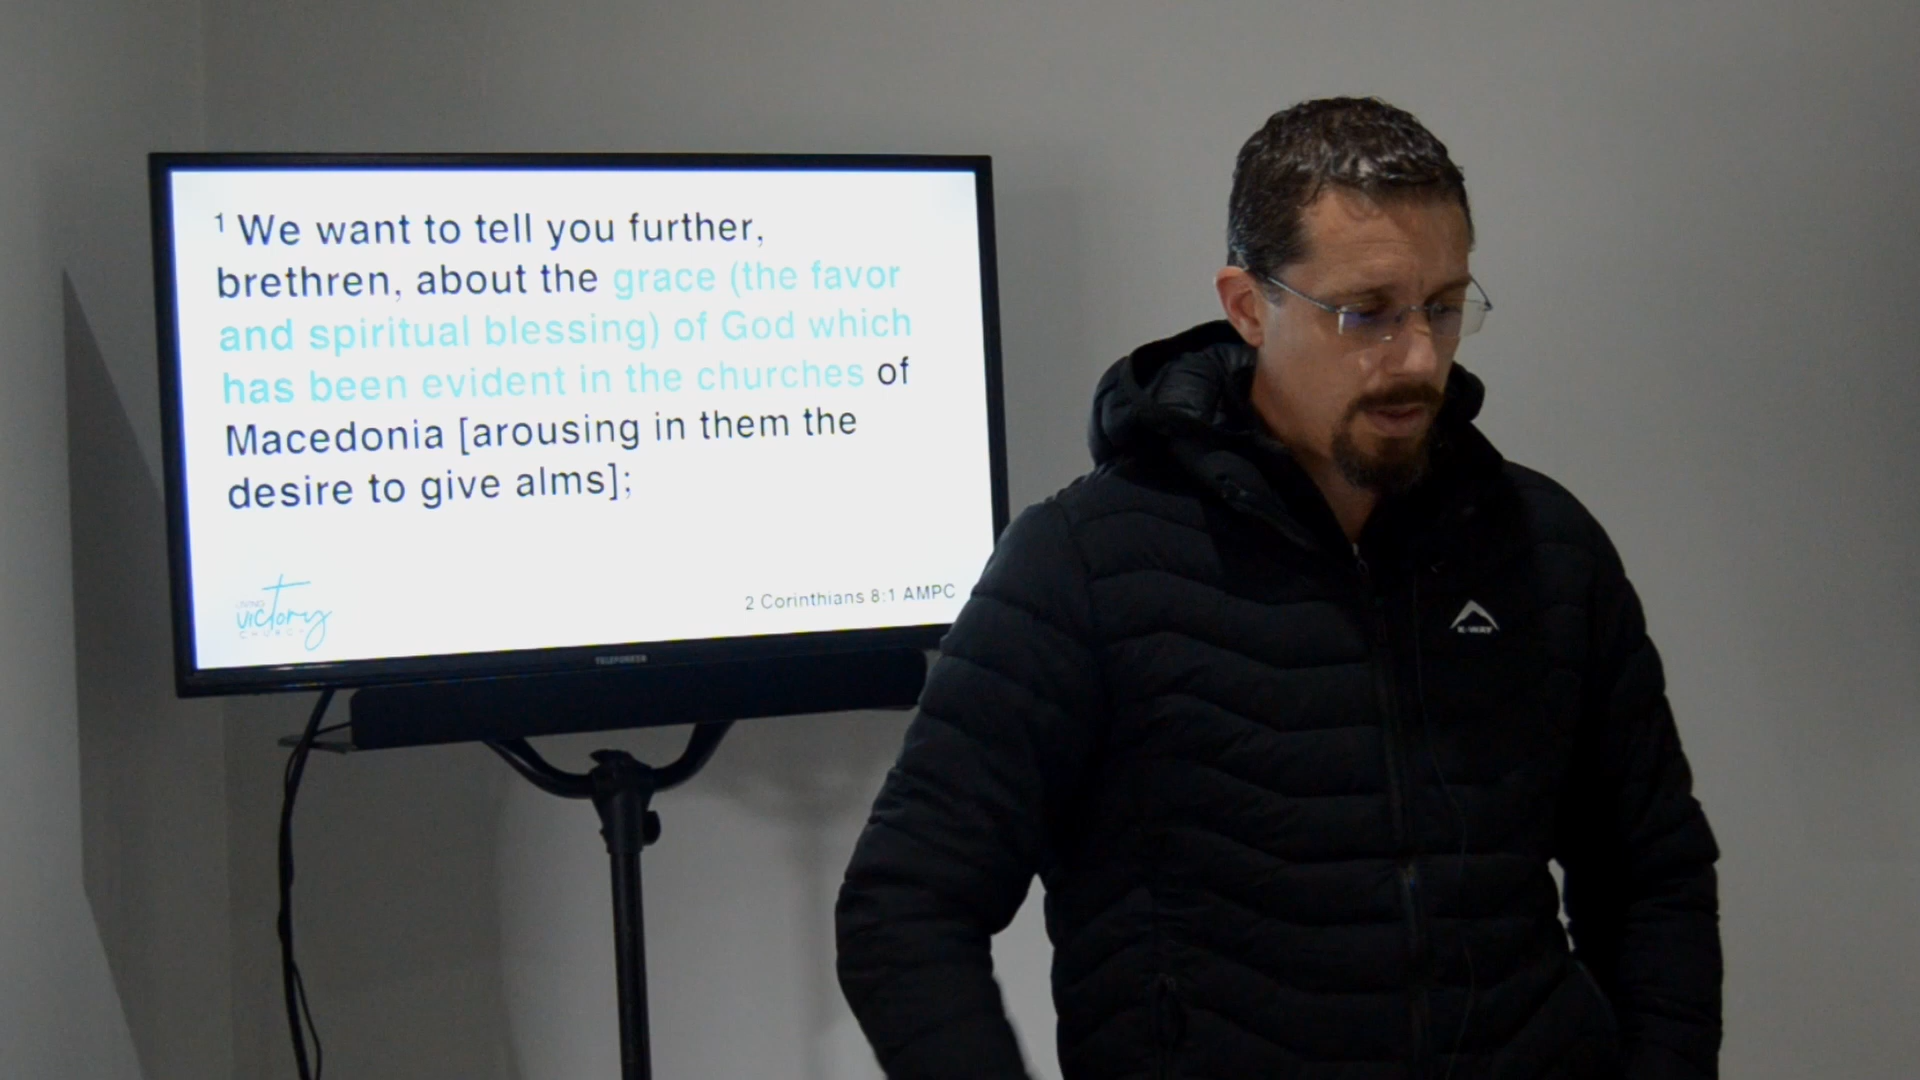 1 We want to tell you further,
brethren, about the grace (the favor
and spiritual blessing) of God which
has been evident in the churches of
Macedonia [arousing in them the
desire to give alms];
LIVING
victory
CHURCH
2 Corinthians 8:1 AMPC
TELEFUNKEN
K-WAY